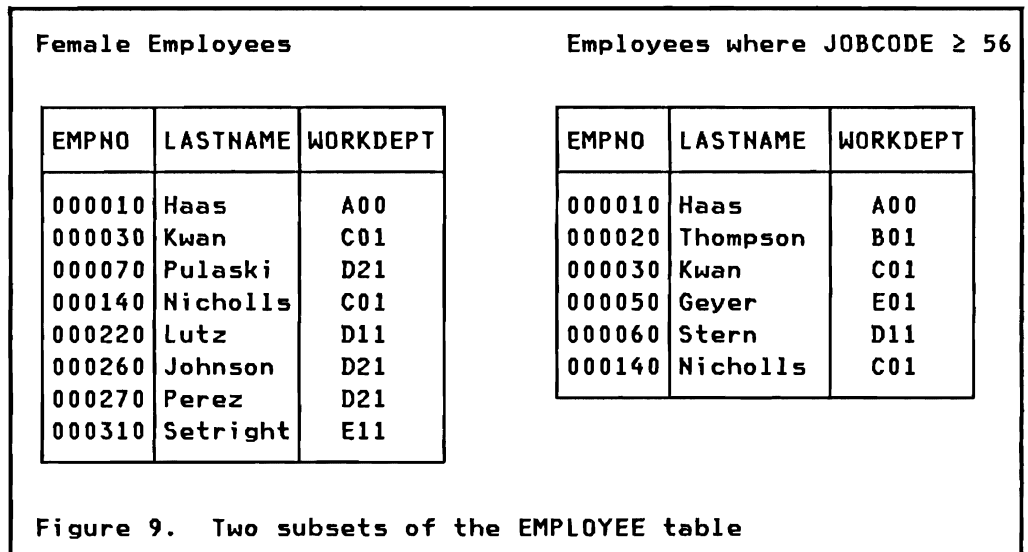 Female Employees Employees where JOBCODE ≥ 56
EMPNO LASTNAME WORKDEPT EMPNO LASTNAME WORKDEPT
000010 Haas A00 000010 Haas A00
000030 Kwan C01 000020 Thompson B01
000070 Pulaski D21 000030 Kwan C01
000140 Nicholls C01 000050 Geyer E01
000220 Lutz D11 000060 Stern D11
000260 Johnson D21 000140 Nicholls C01
000270 Perez D21
000310 Setright E11
Figure 9. Two subsets of the EMPLOYEE table